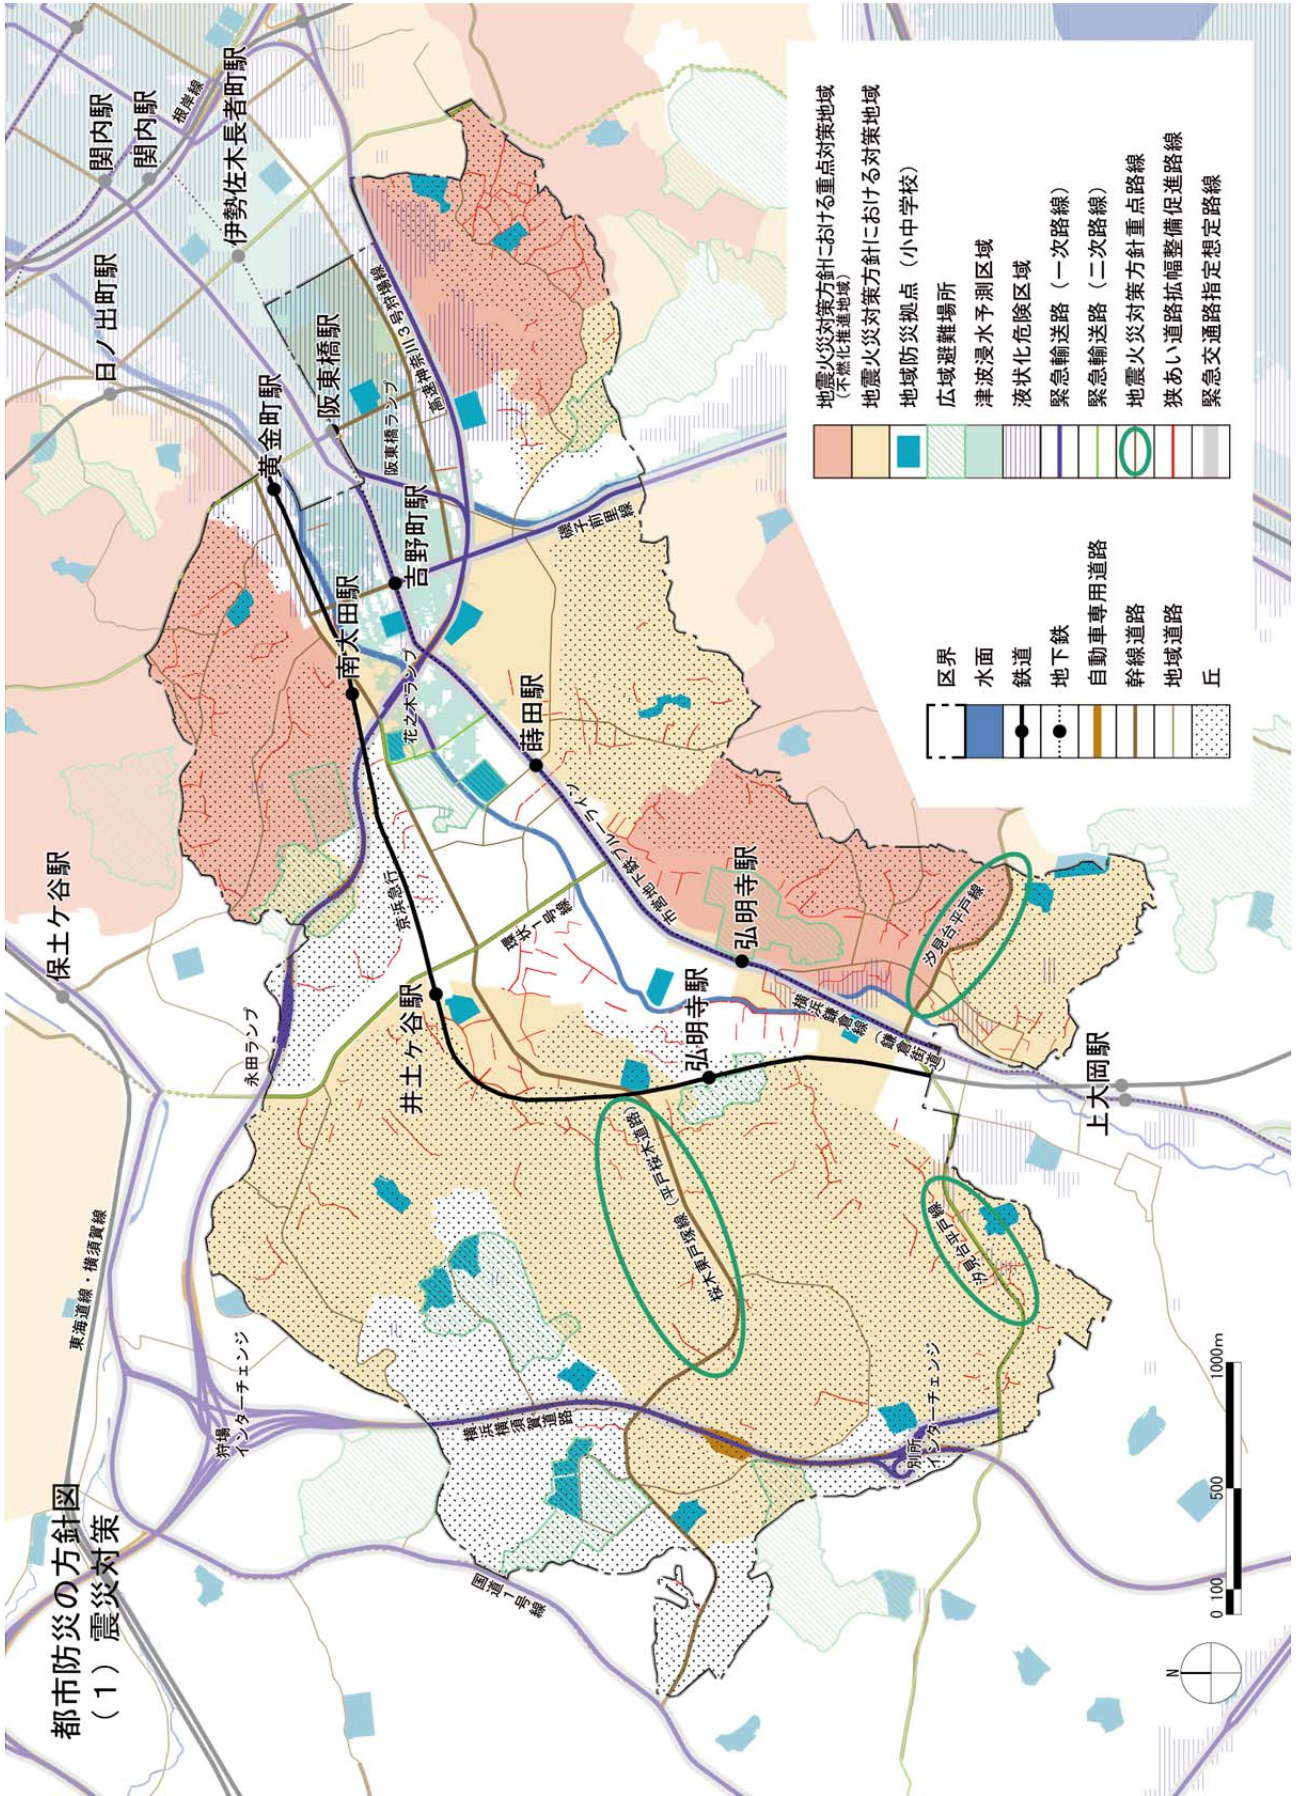 都市防災の方針図
(1) 震災対策
東海道線・横須賀線
保土ケ谷駅
日ノ出町駅
関内駅
関内駅
根岸線
伊勢佐木長者町駅
黄金町駅
阪東橋駅
阪東橋ランプ
高速神奈川3号狩場線
南太田駅
吉野町駅
磯子前里線
花之木ランプ
蒔田駅
永田ランプ
京浜急行
環状1号線
市営地下鉄ブルーライン
井土ケ谷駅
弘明寺駅
弘明寺駅
横浜鎌倉線
(鎌倉街道)
汐見台平戸線
狩場
インターチェンジ
横浜横須賀道路
桜木東戸塚線(平戸桜木道路)
汐見台平戸線
上大岡駅
国道1号線
別所
インターチェンジ
地震火災対策方針における重点対策地域
(不燃化推進地域)
地震火災対策方針における対策地域
地域防災拠点(小中学校)
広域避難場所
津波浸水予測区域
液状化危険区域
緊急輸送路(一次路線)
緊急輸送路(二次路線)
地震火災対策方針重点路線
狭あい道路拡幅整備促進路線
緊急交通路指定想定路線
区界
水面
鉄道
地下鉄
自動車専用道路
幹線道路
地域道路
丘
N
0 100 500 1000m